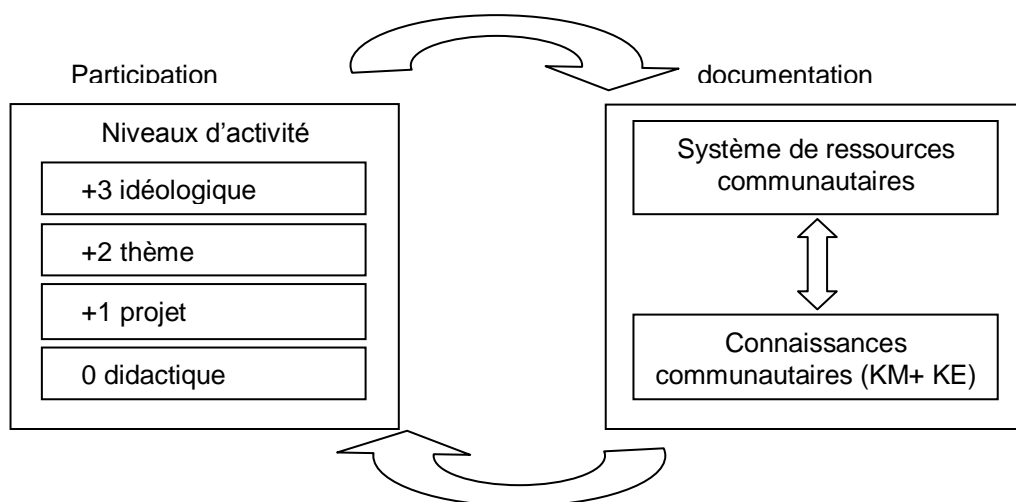 Participation
Niveaux d’activité
+3 idéologique
+2 thème
+1 projet
0 didactique
documentation
Système de ressources
communautaires
Connaissances
communautaires (KM+ KE)